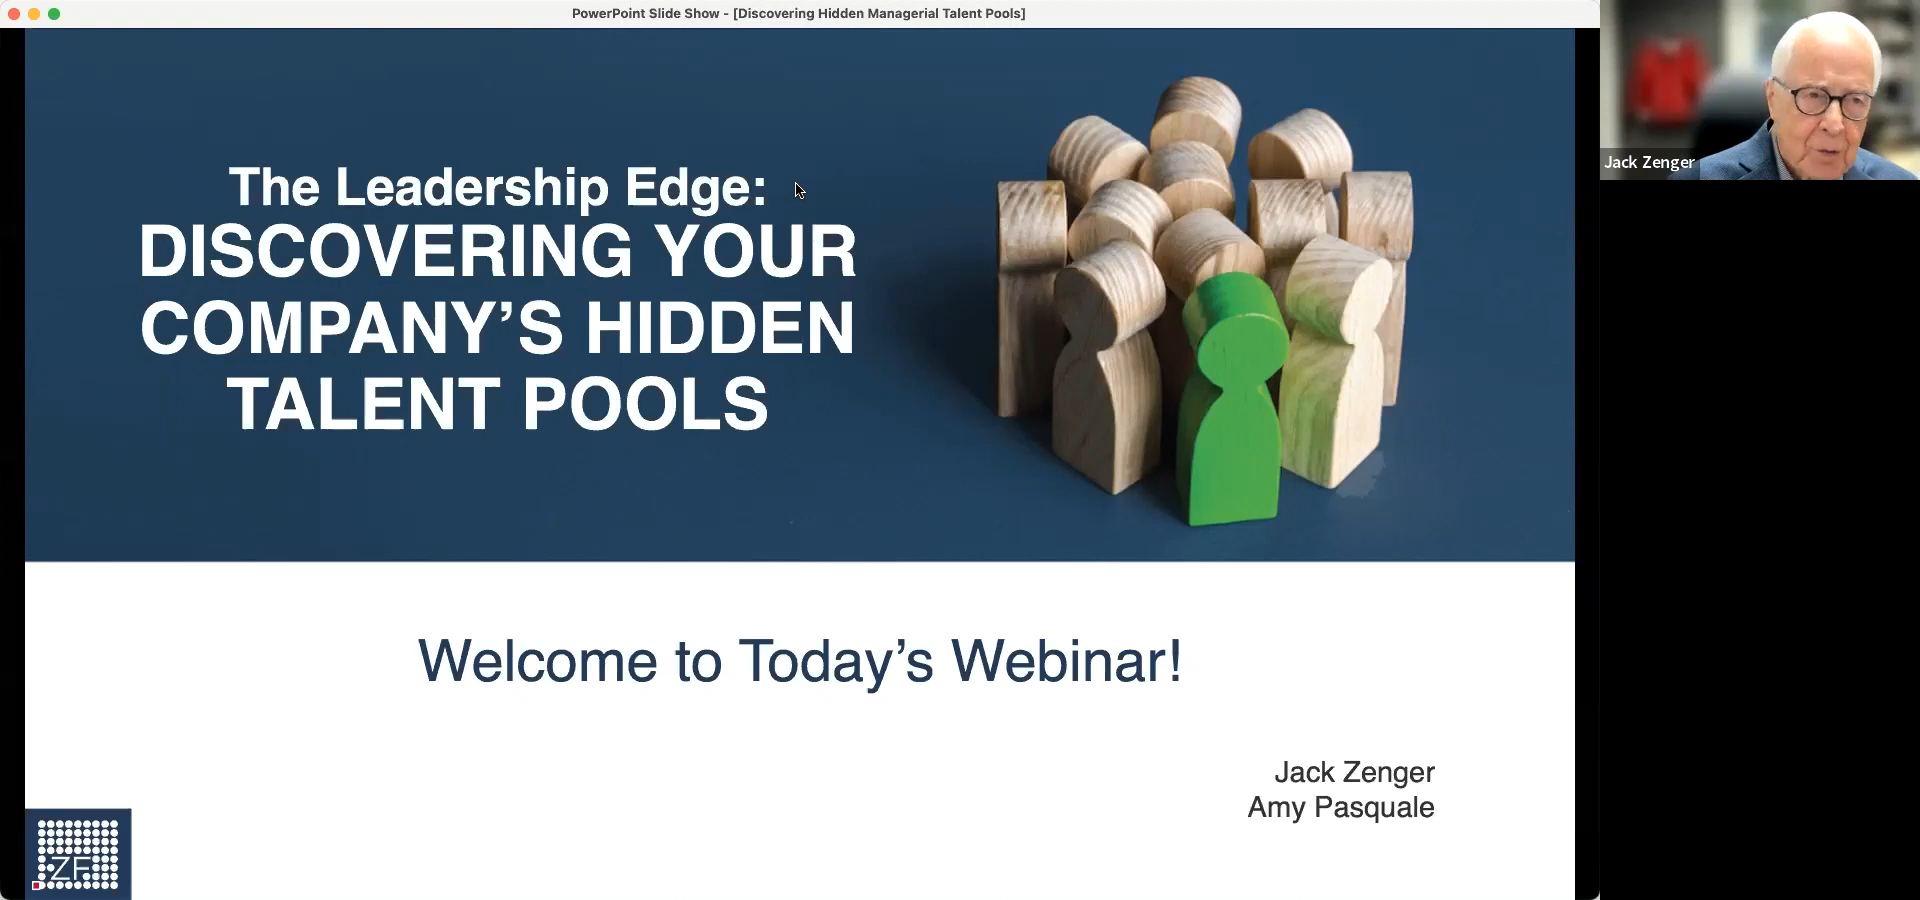 PowerPoint Slide Show - [Discovering Hidden Managerial Talent Pools]
The Leadership Edge:
DISCOVERING YOUR
COMPANY’S HIDDEN
TALENT POOLS
Jack Zenger
Welcome to Today’s Webinar!
Jack Zenger
Amy Pasquale
ZF